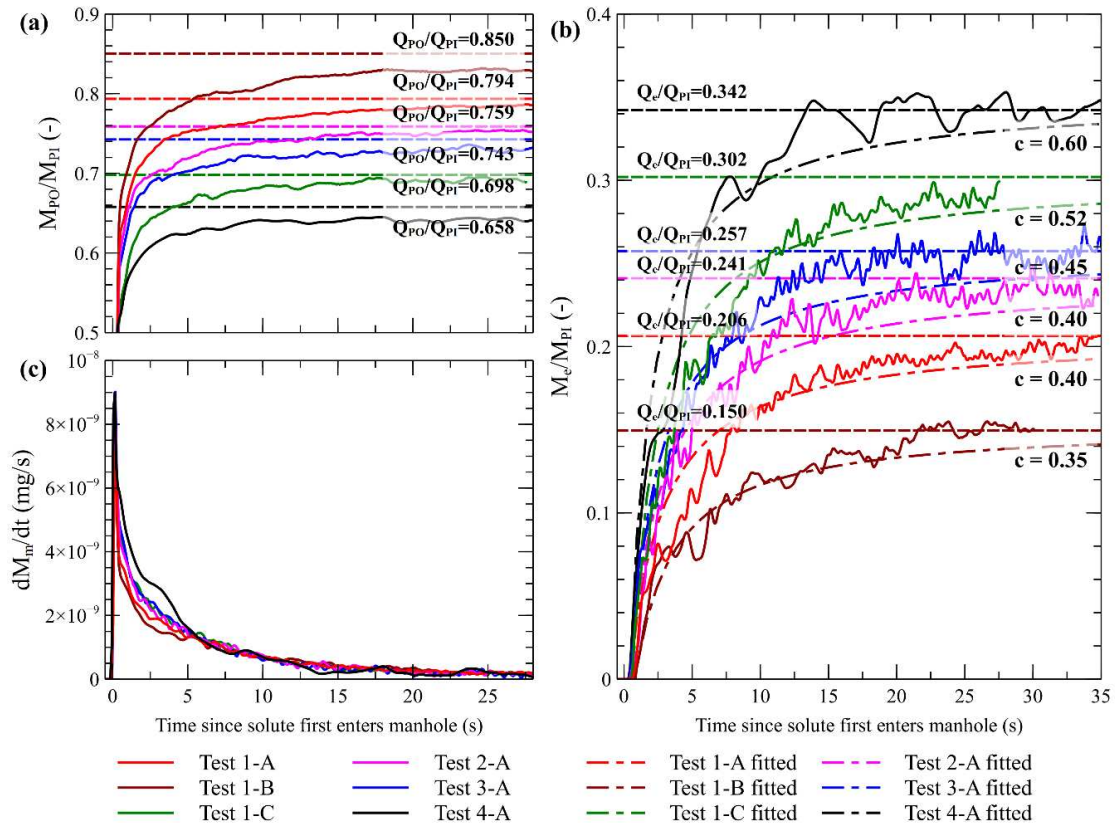 (a)
0.9
0.8
0.7
0.6
0.5
M_PO/M_PI (-)
Q_PO/Q_PI=0.850
Q_PO/Q_PI=0.794
Q_PO/Q_PI=0.759
Q_PO/Q_PI=0.743
Q_PO/Q_PI=0.698
Q_PO/Q_PI=0.658
(c)
10⁻⁸
8×10⁻⁹
6×10⁻⁹
4×10⁻⁹
2×10⁻⁹
0
dM_m/dt (mg/s)
0 5 10 15 20 25
Time since solute first enters manhole (s)
(b)
0.4
0.3
0.2
0.1
0
M_e/M_PI (-)
Q_e/Q_PI=0.342
Q_e/Q_PI=0.302
Q_e/Q_PI=0.257
Q_e/Q_PI=0.241
Q_e/Q_PI=0.206
Q_e/Q_PI=0.150
c = 0.60
c = 0.52
c = 0.45
c = 0.40
c = 0.40
c = 0.35
0 5 10 15 20 25 30 35
Time since solute first enters manhole (s)
Test 1-A
Test 1-B
Test 1-C
Test 2-A
Test 3-A
Test 4-A
Test 1-A fitted
Test 1-B fitted
Test 1-C fitted
Test 2-A fitted
Test 3-A fitted
Test 4-A fitted